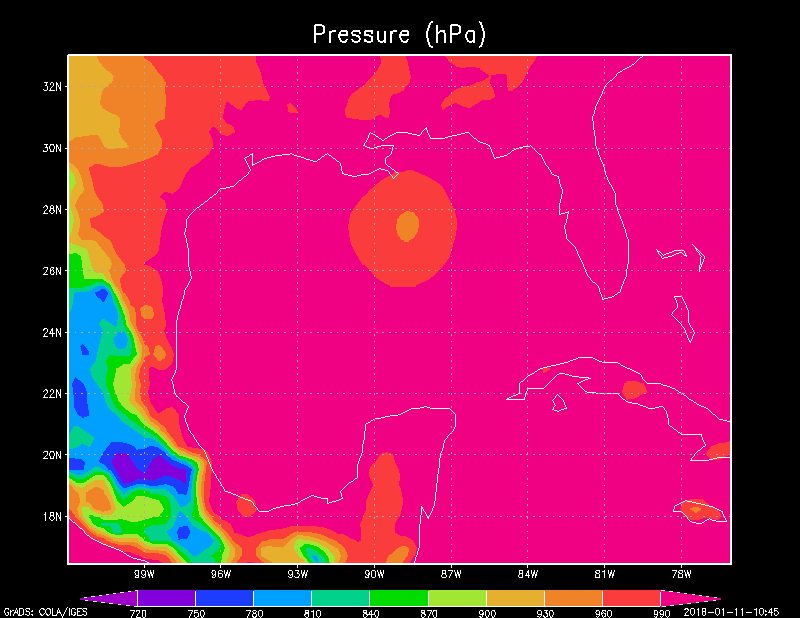 Pressure (hPa)
32N
30N
28N
26N
24N
22N
20N
18N
99W 96W 93W 90W 87W 84W 81W 78W
720 750 780 810 840 870 900 930 960 990
GrADS: COLA/IGES 2018-01-11-10:45